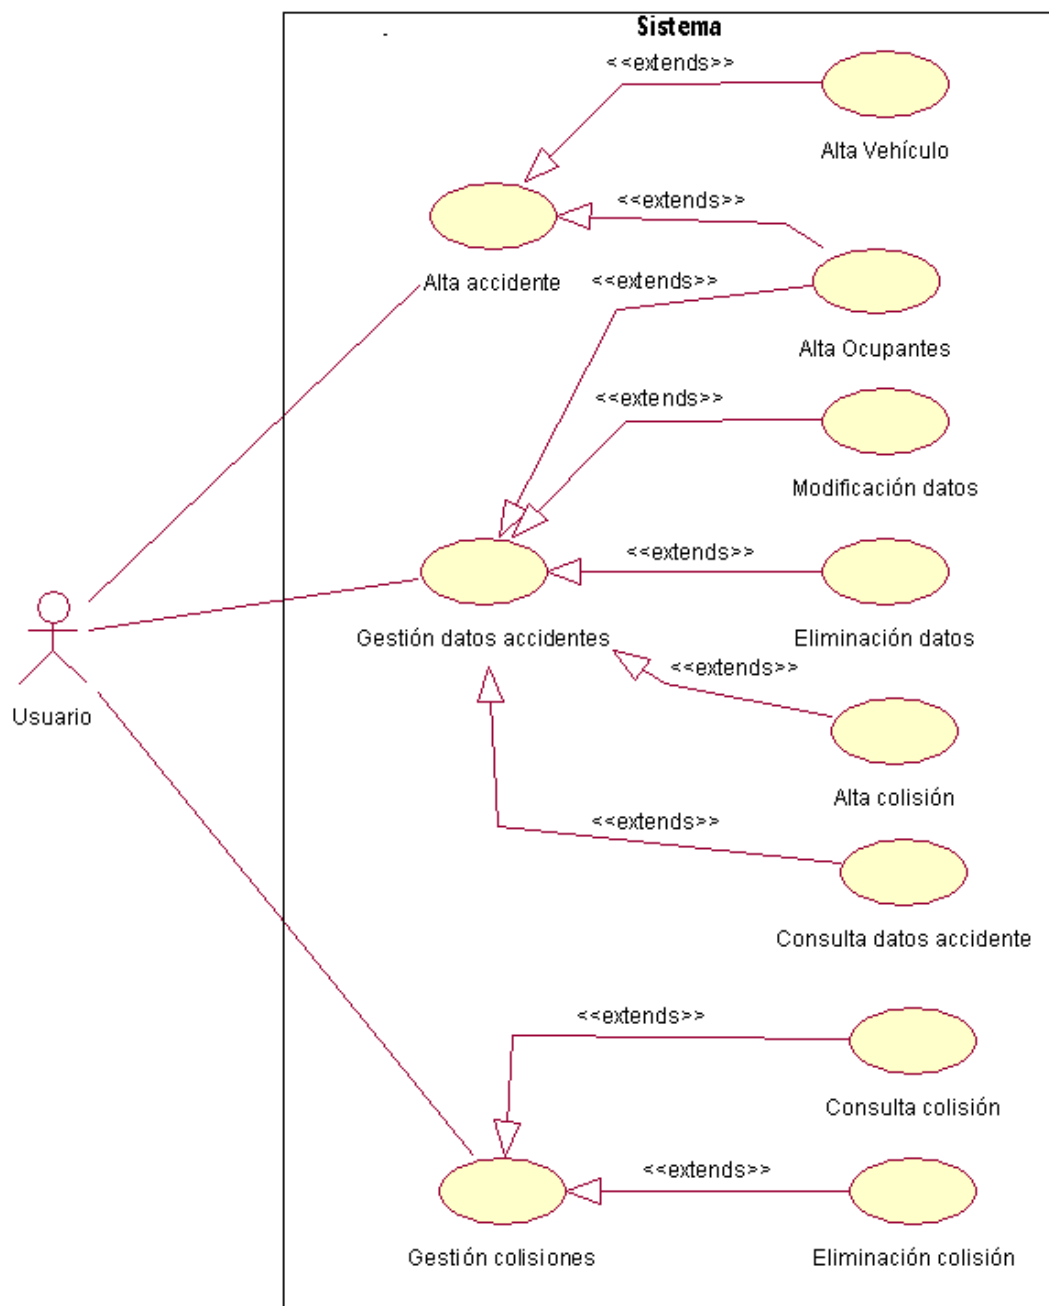 Sistema
<<extends>>
Alta Vehículo
<<extends>>
Alta accidente
<<extends>>
Alta Ocupantes
<<extends>>
Modificación datos
<<extends>>
Gestión datos accidentes
Eliminación datos
<<extends>>
Usuario
Alta colisión
<<extends>>
Consulta datos accidente
<<extends>>
Consulta colisión
<<extends>>
Gestión colisiones
Eliminación colisión